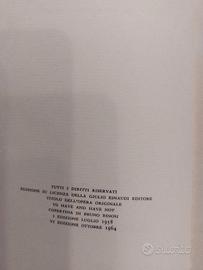 TUTTI I DIRITTI RISERVATI
EDIZIONE SU LICENZA DELLA GIULIO EINAUDI EDITORE
TITOLO DELL'OPERA ORIGINALE
TO HAVE AND HAVE NOT
COPERTINA DI BRUNO BINOSI
I EDIZIONE LUGLIO 1958
VI EDIZIONE OTTOBRE 1964
subito